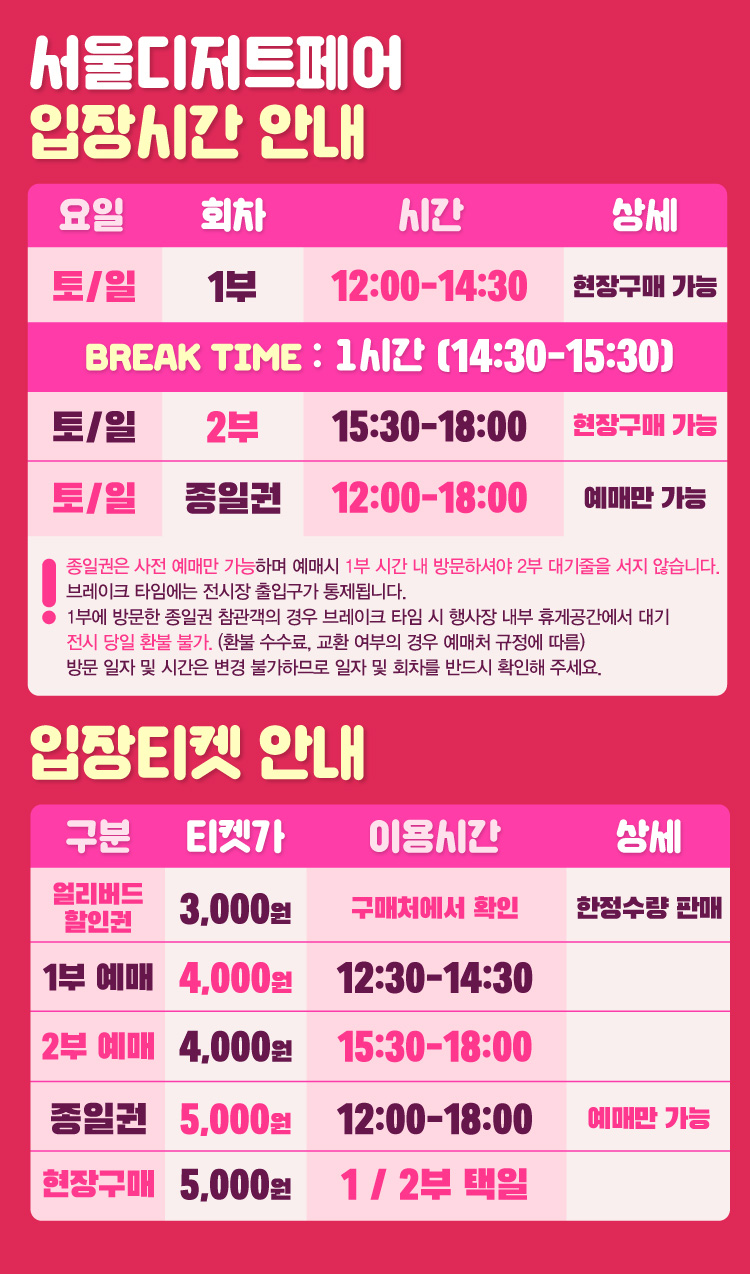 서울디저트페어
입장시간 안내
요일 회차 시간 상세
토/일 1부 12:00-14:30 현장구매 가능
BREAK TIME : 1시간 (14:30-15:30)
토/일 2부 15:30-18:00 현장구매 가능
토/일 종일권 12:00-18:00 예매만 가능
종일권은 사전 예매만 가능하며 예매시 1부 시간 내 방문하셔야 2부 대기줄을 서지 않습니다.
브레이크 타임에는 전시장 출입구가 통제됩니다.
1부에 방문한 종일권 참관객의 경우 브레이크 타임 시 행사장 내부 휴게공간에서 대기
전시 당일 환불 불가. (환불 수수료, 교환 여부의 경우 예매처 규정에 따름)
방문 일자 및 시간은 변경 불가하므로 일자 및 회차를 반드시 확인해 주세요.
입장티켓 안내
구분 티켓가 이용시간 상세
얼리버드
할인권 3,000원 구매처에서 확인 한정수량 판매
1부 예매 4,000원 12:30-14:30
2부 예매 4,000원 15:30-18:00
종일권 5,000원 12:00-18:00 예매만 가능
현장구매 5,000원 1 / 2부 택일